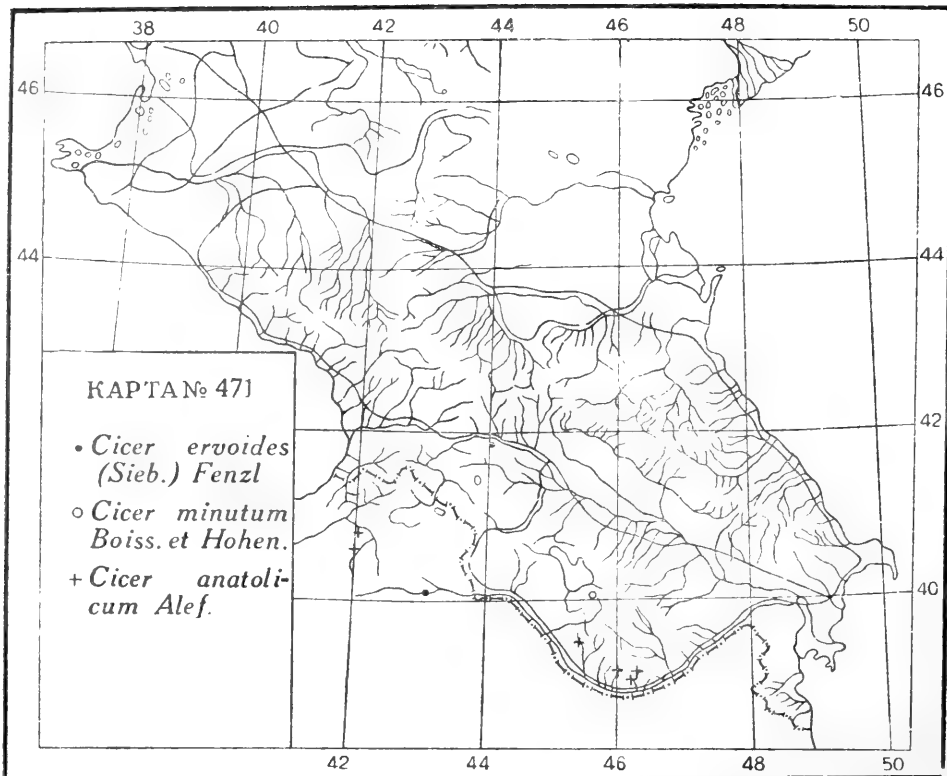 38 40 42 44 46 48 50
46 46
44 44
КАРТА № 471
• Cicer ervoides
(Sieb.) Fenzl
○ Cicer minutum
Boiss. et Hohen.
+ Cicer anatoli-
cum Alef.
42 42
40 40
42 44 46 48 50